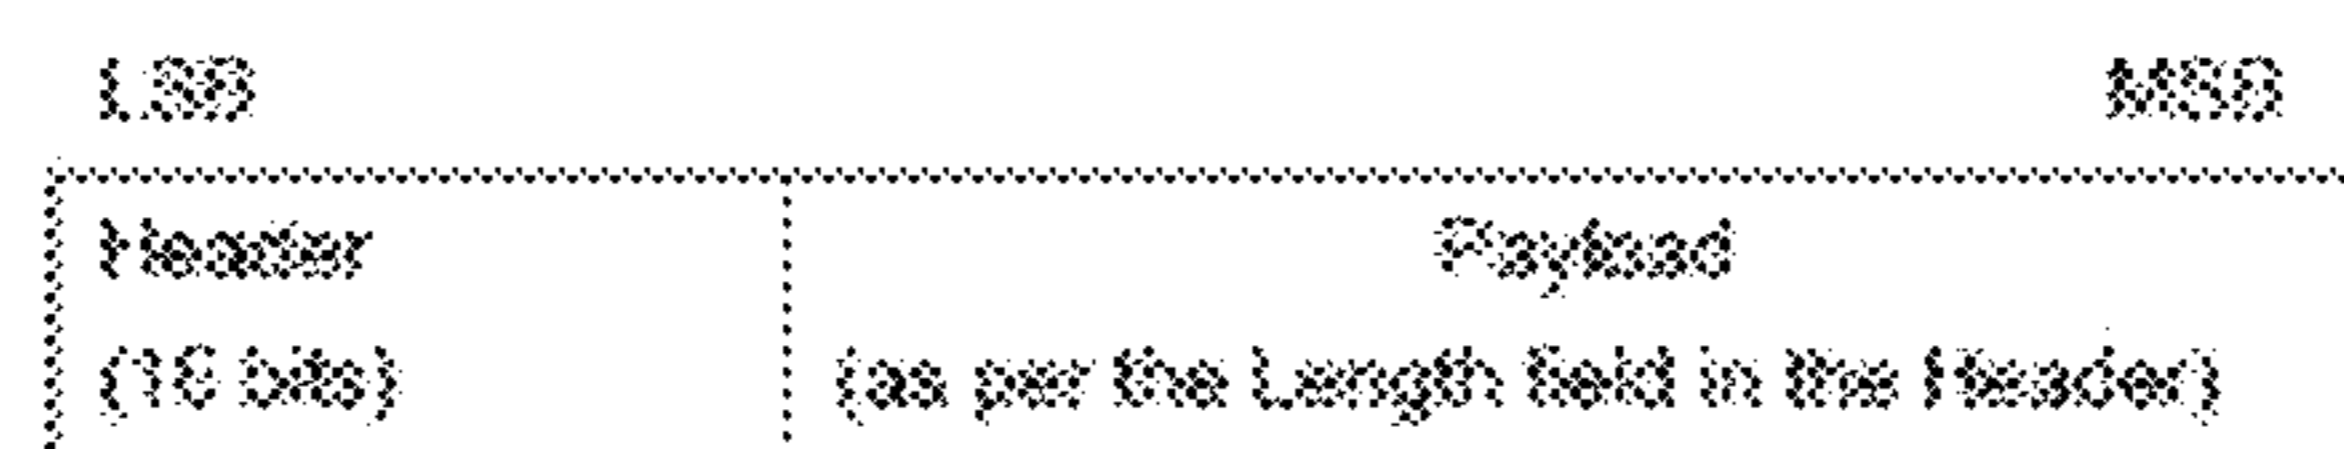 LSB MSB
Header Payload
(16 bits) (as per the Length field in the Header)